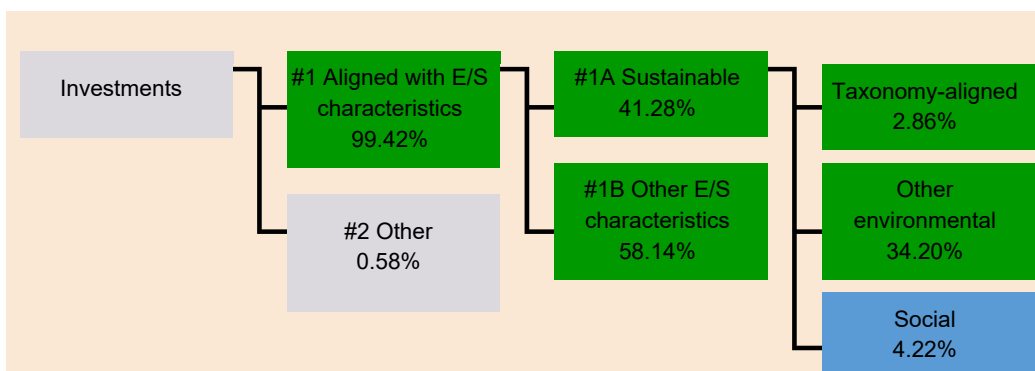 Investments
#1 Aligned with E/S
characteristics
99.42%
#2 Other
0.58%
#1A Sustainable
41.28%
#1B Other E/S
characteristics
58.14%
Taxonomy-aligned
2.86%
Other
environmental
34.20%
Social
4.22%